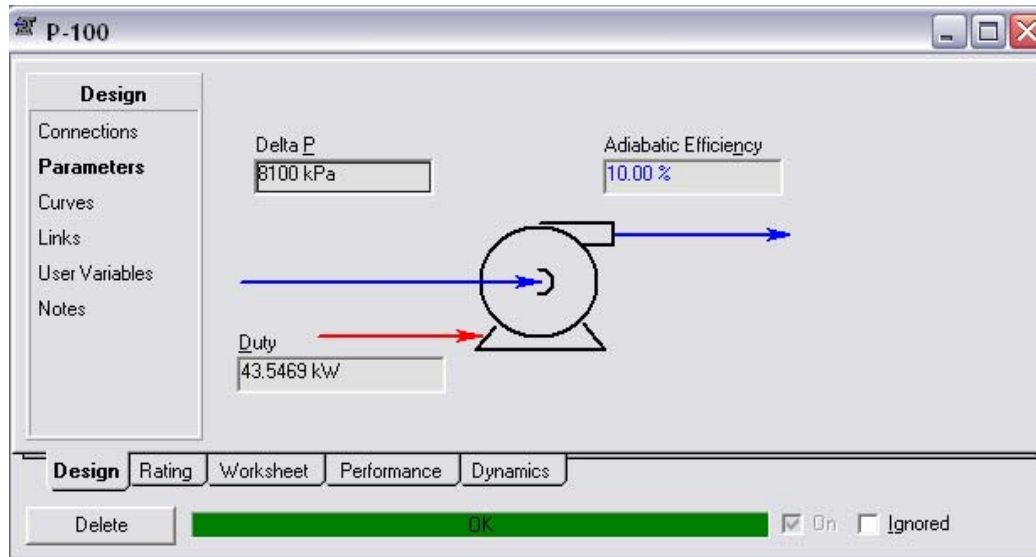 P-100
Design
Connections
Parameters
Curves
Links
User Variables
Notes
Delta P
8100 kPa
Adiabatic Efficiency
10.00 %
Duty
43.5469 kW
Design Rating Worksheet Performance Dynamics
Delete OK On Ignored